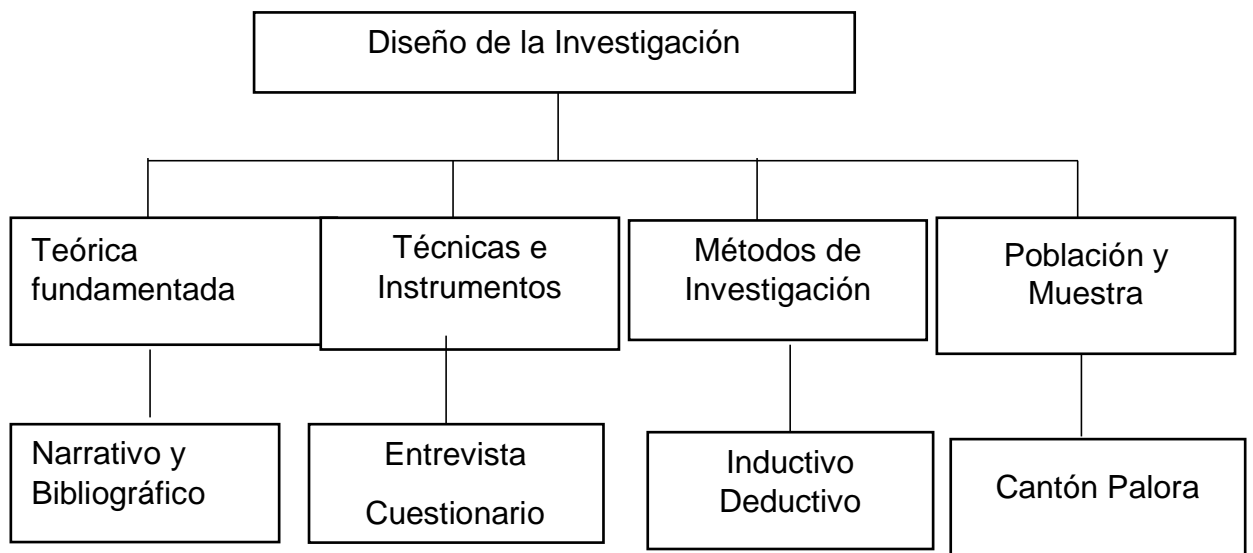 Diseño de la Investigación
Teórica
fundamentada
Técnicas e
Instrumentos
Métodos de
Investigación
Población y
Muestra
Narrativo y
Bibliográfico
Entrevista
Cuestionario
Inductivo
Deductivo
Cantón Palora